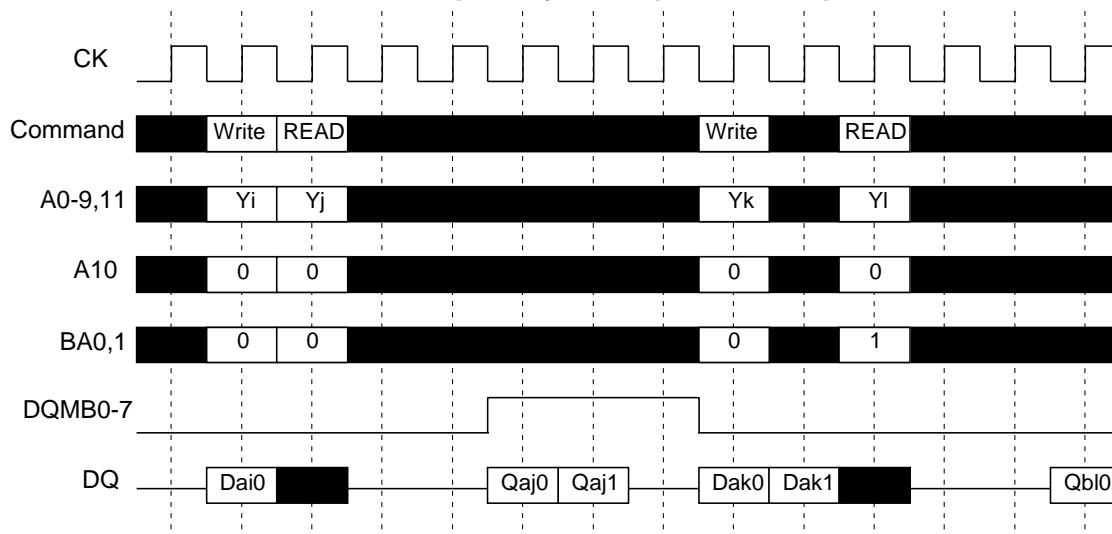 CK
Command Write READ Write READ
A0-9,11 Yi Yj Yk Yl
A10 0 0 0 0
BA0,1 0 0 0 1
DQMB0-7
DQ Dai0 Qaj0 Qaj1 Dak0 Dak1 Qbl0